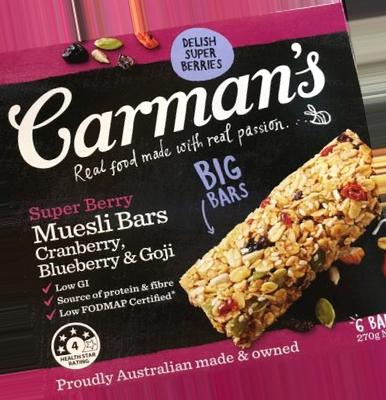 DELISH
SUPER
BERRIES
Carman's
Real food made with real passion.
BIG
BARS
Super Berry
Muesli Bars
Cranberry,
Blueberry & Goji
Low GI
Source of protein & fibre
Low FODMAP Certified*
4
HEALTH STAR
RATING
6 BA
270g N
Proudly Australian made & owned